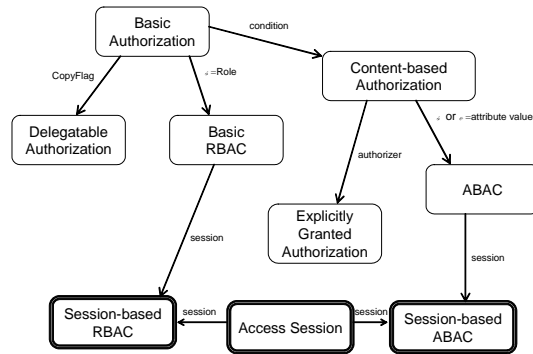 Basic
Authorization
condition
CopyFlag
=Role
Content-based
Authorization
Delegatable
Authorization
Basic
RBAC
or
=attribute values
authorizer
ABAC
Explicitly
Granted
Authorization
session
session
Session-based
RBAC
session
Access Session
session
Session-based
ABAC